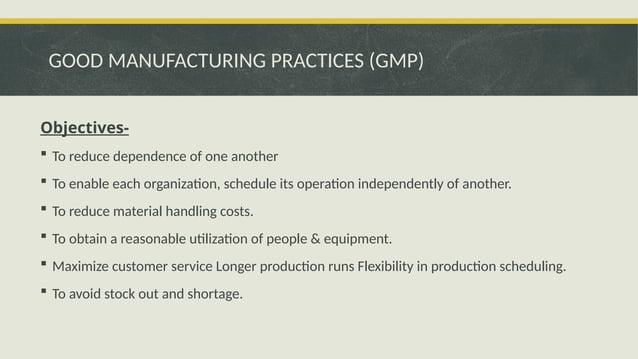 GOOD MANUFACTURING PRACTICES (GMP)
Objectives-
▪ To reduce dependence of one another
▪ To enable each organization, schedule its operation independently of another.
▪ To reduce material handling costs.
▪ To obtain a reasonable utilization of people & equipment.
▪ Maximize customer service Longer production runs Flexibility in production scheduling.
▪ To avoid stock out and shortage.